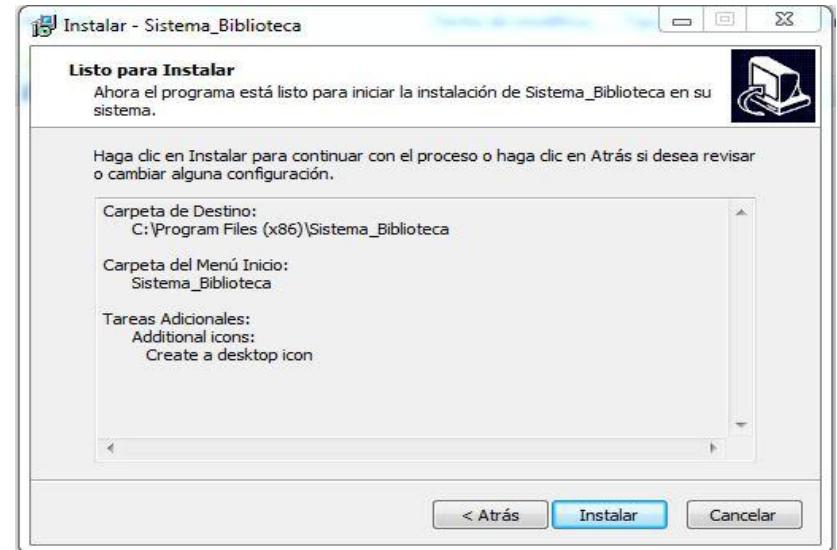 Instalar - Sistema_Biblioteca
Listo para Instalar
Ahora el programa está listo para iniciar la instalación de Sistema_Biblioteca en su
sistema.
Haga clic en Instalar para continuar con el proceso o haga clic en Atrás si desea revisar
o cambiar alguna configuración.
Carpeta de Destino:
C:\Program Files (x86)\Sistema_Biblioteca
Carpeta del Menú Inicio:
Sistema_Biblioteca
Tareas Adicionales:
Additional icons:
Create a desktop icon
< Atrás
Instalar
Cancelar